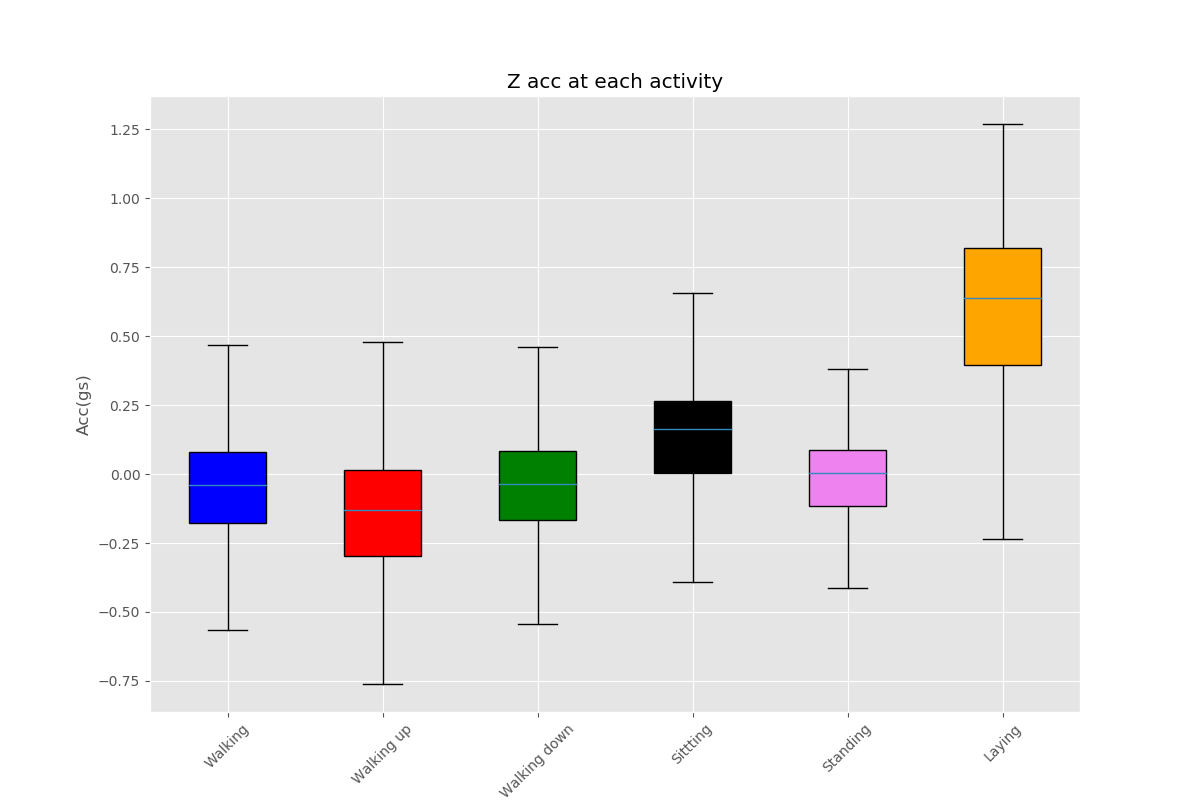 Z acc at each activity
1.25
1.00
0.75
0.50
0.25
0.00
−0.25
−0.50
−0.75
Acc(gs)
Walking
Walking up
Walking down
Sittting
Standing
Laying